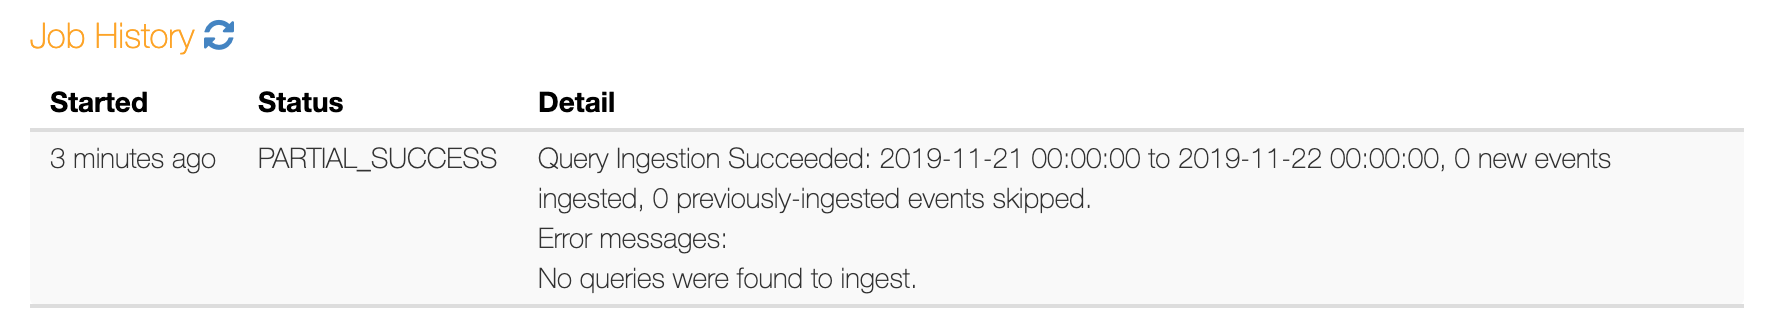 Job History
Started Status Detail
3 minutes ago PARTIAL_SUCCESS Query Ingestion Succeeded: 2019-11-21 00:00:00 to 2019-11-22 00:00:00, 0 new events
ingested, 0 previously-ingested events skipped.
Error messages:
No queries were found to ingest.